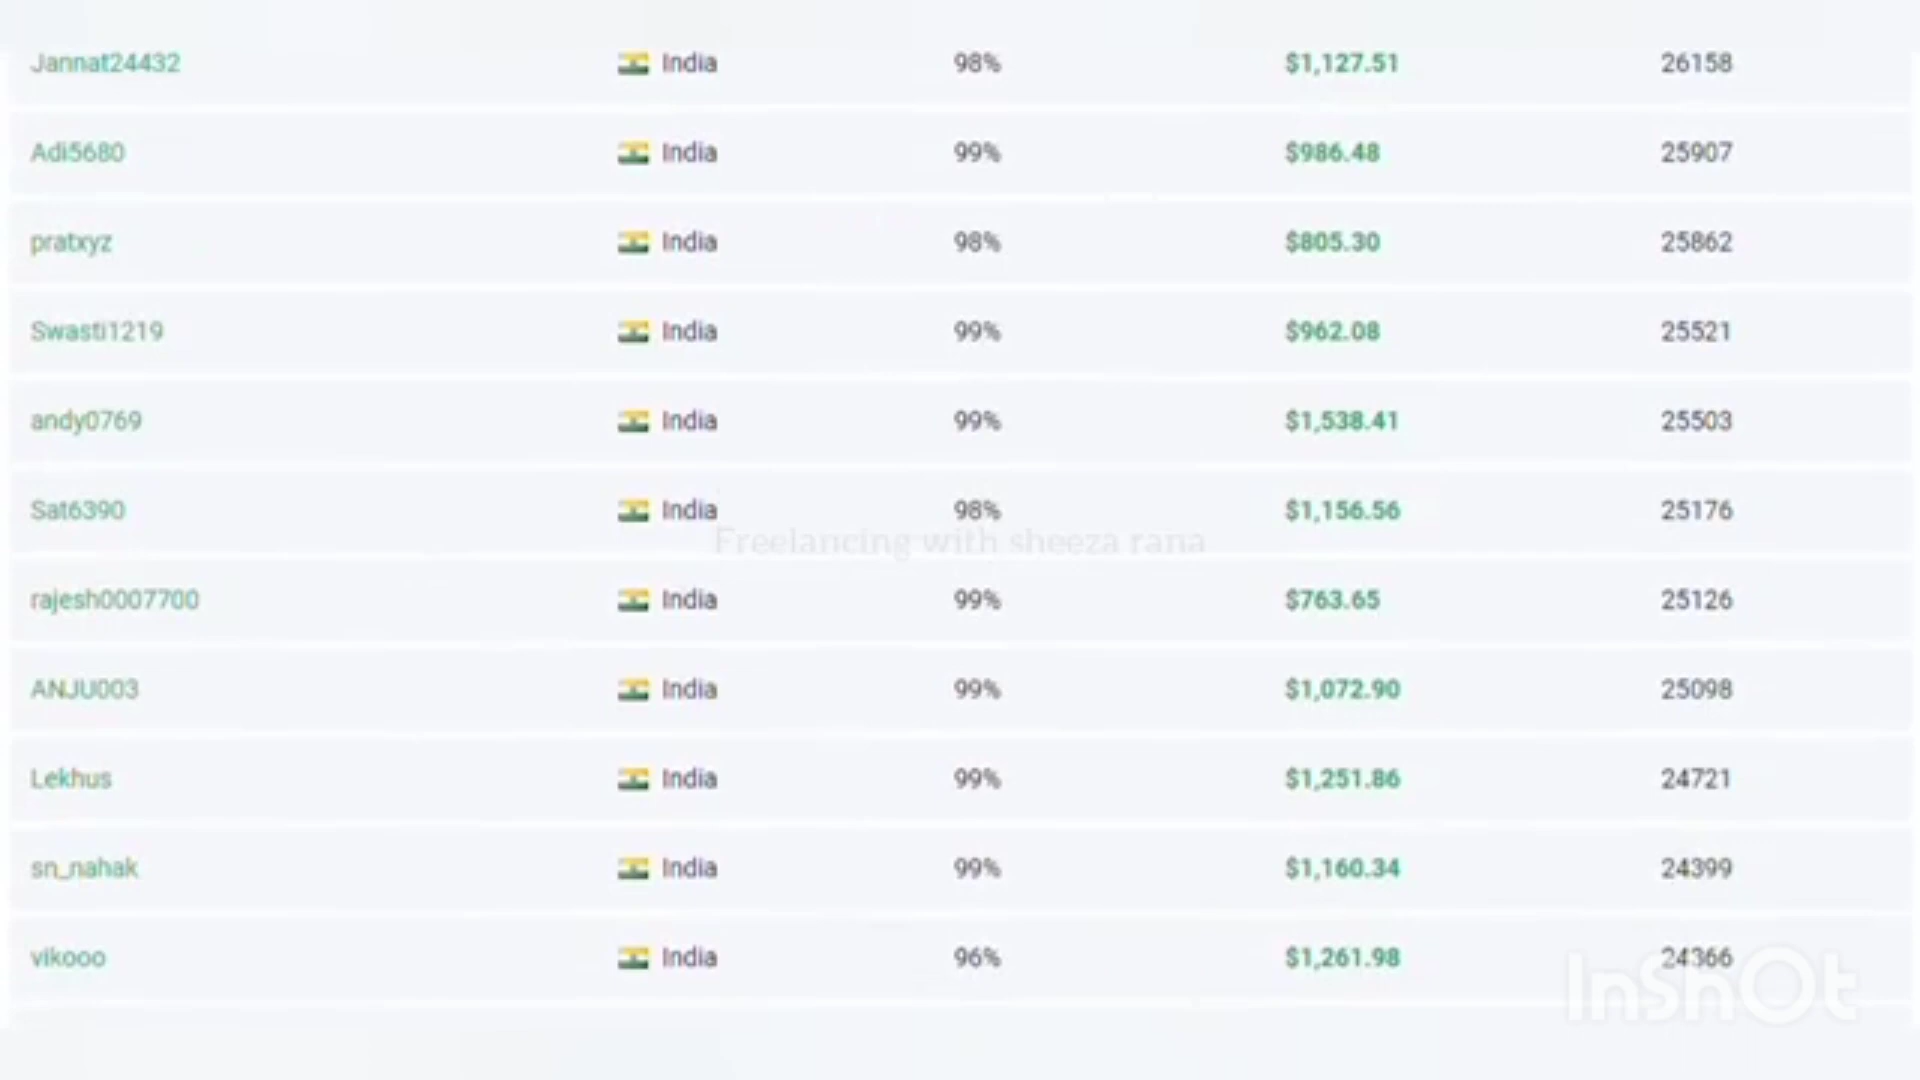 Jannat24432 India 98% $1,127.51 26158
Adi5680 India 99% $986.48 25907
pratxyz India 98% $805.30 25862
Swasti1219 India 99% $962.08 25521
andy0769 India 99% $1,538.41 25503
Sat6390 India 98% $1,156.56 25176
Freelancing with sheeza rana
rajesh0007700 India 99% $763.65 25126
ANJU003 India 99% $1,072.90 25098
Lekhus India 99% $1,251.86 24721
sn_nahak India 99% $1,160.34 24399
vikooo India 96% $1,261.98 24366
InShOt